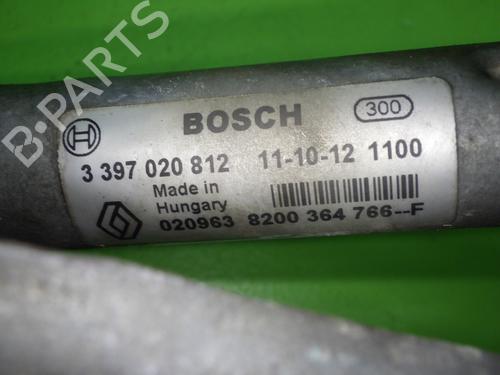 B-PARTS
BOSCH
300
3 397 020 812 11-10-12 1100
Made in
Hungary
020963 8200 364 766--F